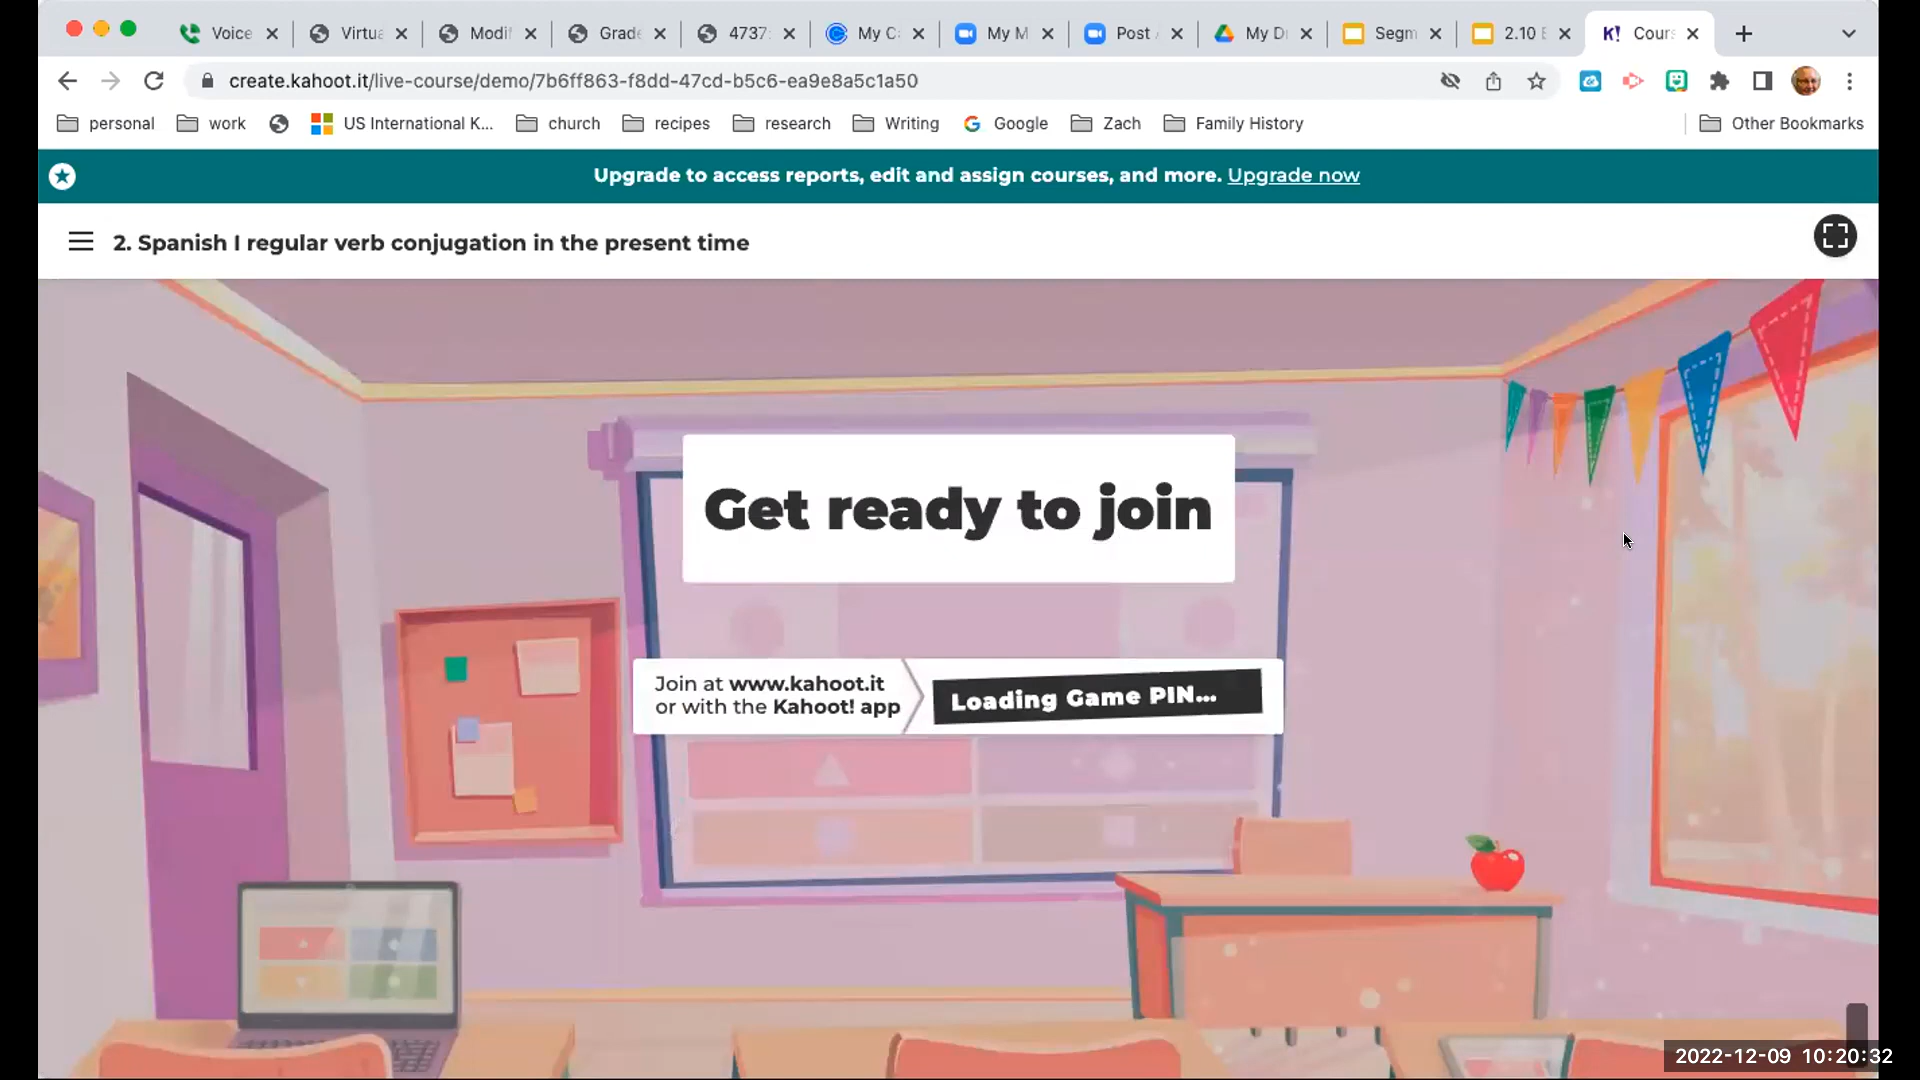 Voice
Virtua
Modif
Grade
4737:
My C
My M
Post
My D
Segm
2.10
K! Cours
create.kahoot.it/live-course/demo/7b6ff863-f8dd-47cd-b5c6-ea9e8a5c1a50
personal
work
US International K...
church
recipes
research
Writing
Google
Zach
Family History
Other Bookmarks
Upgrade to access reports, edit and assign courses, and more. Upgrade now
2. Spanish I regular verb conjugation in the present time
Get ready to join
Join at www.kahoot.it
or with the Kahoot! app
Loading Game PIN...
2022-12-09 10:20:32